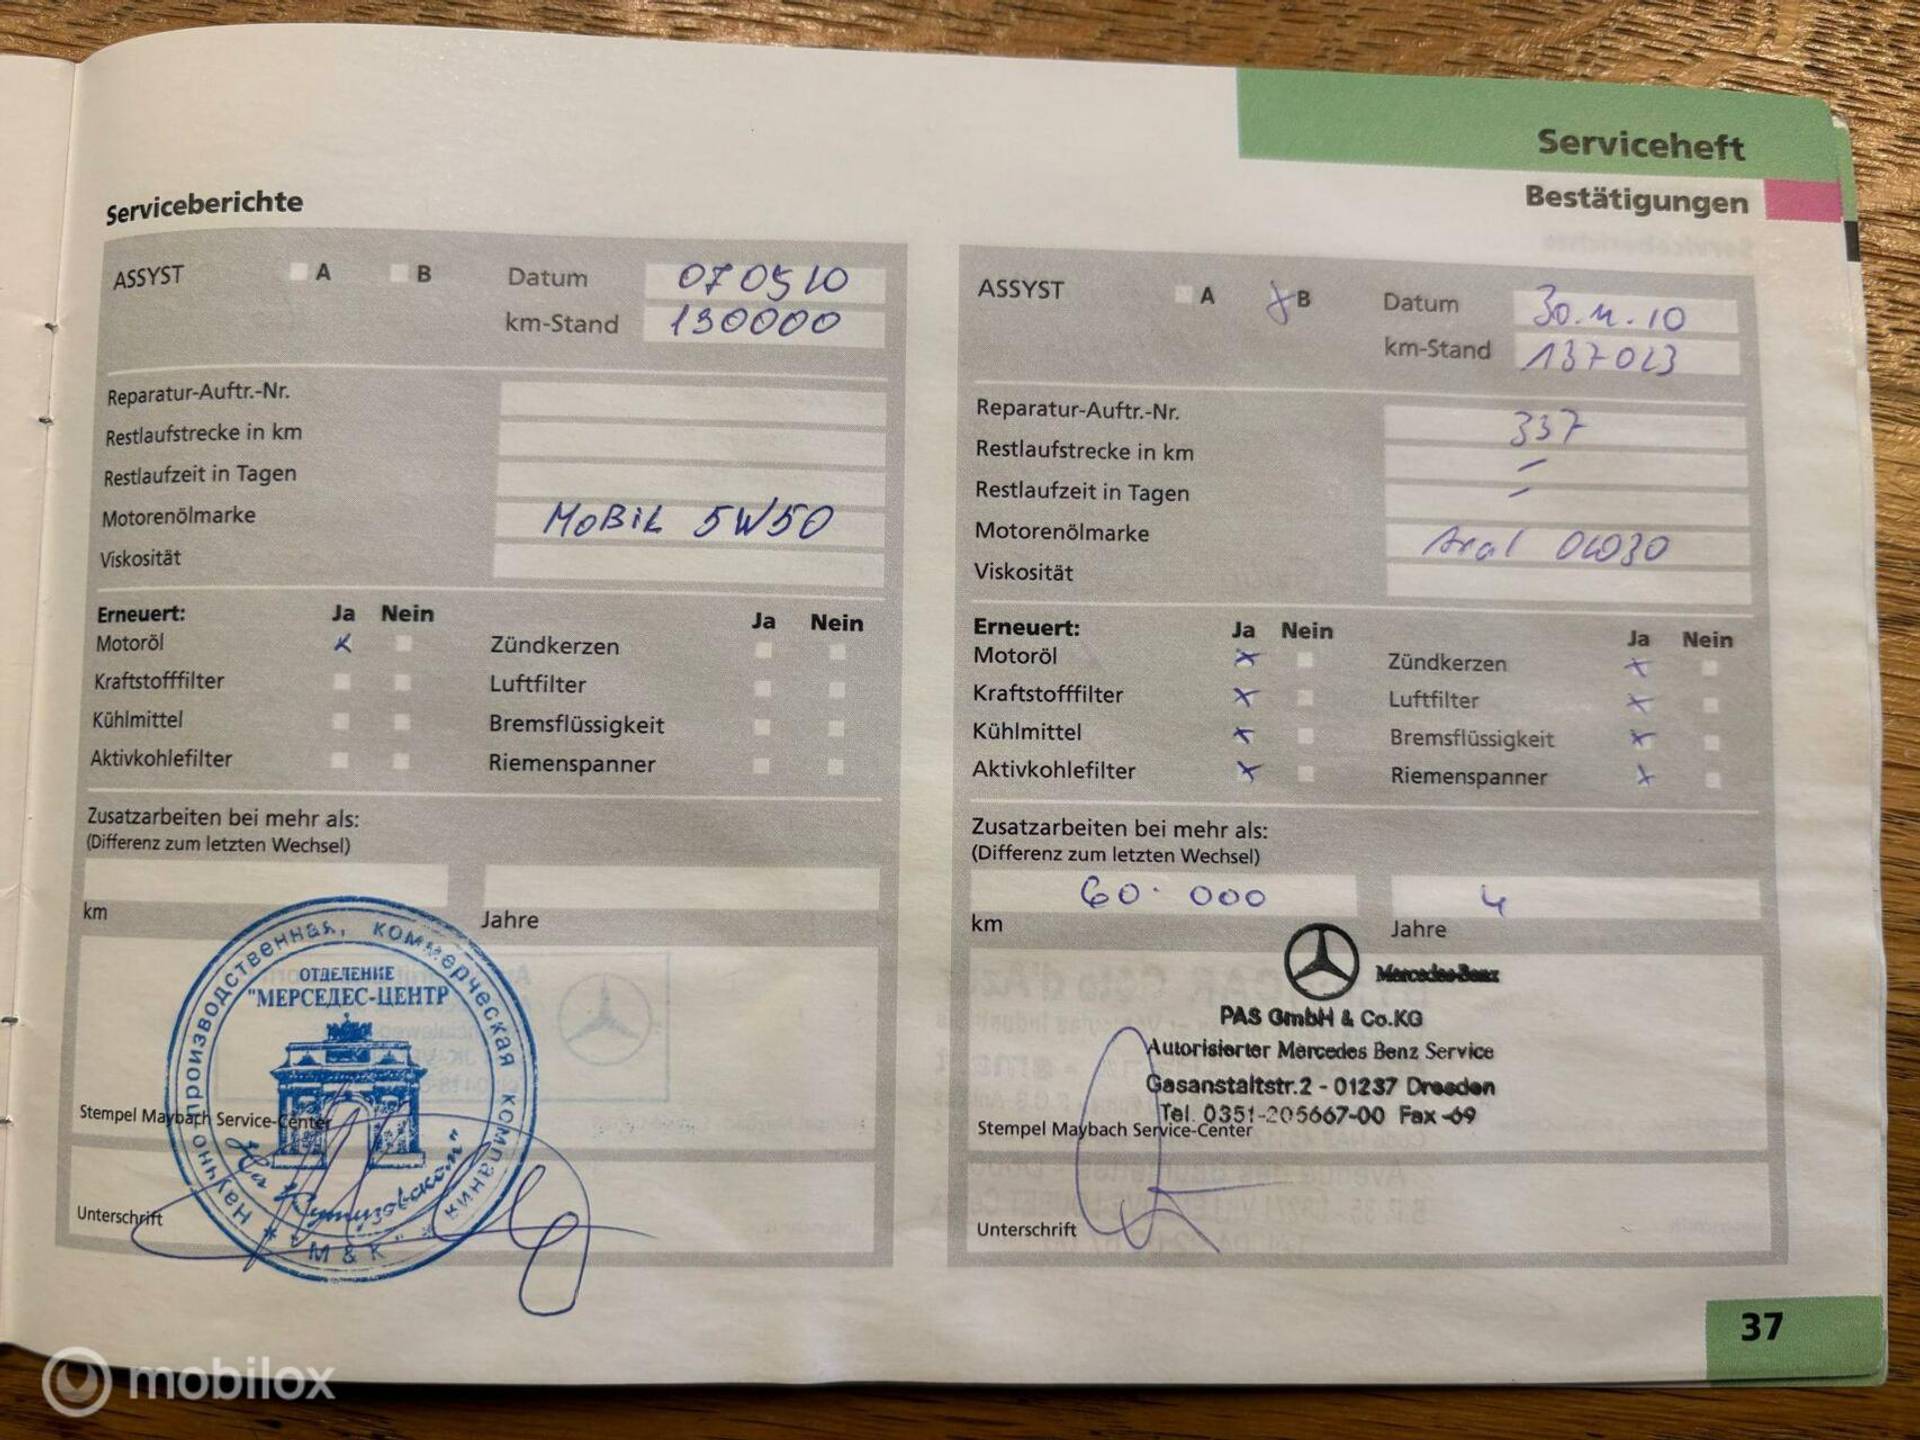 Serviceheft
Bestätigungen
Serviceberichte
ASSYST A B Datum 07 05 10
km-Stand 130000
Reparatur-Auftr.-Nr.
Restlaufstrecke in km
Restlaufzeit in Tagen
Motorenölmarke MoBiL 5W50
Viskosität
Erneuert: Ja Nein Ja Nein
Motoröl x Zündkerzen
Kraftstofffilter Luftfilter
Kühlmittel Bremsflüssigkeit
Aktivkohlefilter Riemenspanner
Zusatzarbeiten bei mehr als:
(Differenz zum letzten Wechsel)
km Jahre
Научно производственная, коммерческая компания
ОТДЕЛЕНИЕ
"МЕРСЕДЕС-ЦЕНТР
На Кутузовском"
* "М & К" *
Stempel Maybach Service-Center
Unterschrift
ASSYST A x B Datum 30.11.10
km-Stand 137023
Reparatur-Auftr.-Nr. 337
Restlaufstrecke in km –
Restlaufzeit in Tagen –
Motorenölmarke Aral 0W30
Viskosität
Erneuert: Ja Nein Ja Nein
Motoröl x Zündkerzen x
Kraftstofffilter x Luftfilter x
Kühlmittel x Bremsflüssigkeit x
Aktivkohlefilter x Riemenspanner x
Zusatzarbeiten bei mehr als:
(Differenz zum letzten Wechsel)
60.000 4
km Jahre
Mercedes-Benz
PAS GmbH & Co.KG
Autorisierter Mercedes Benz Service
Gasanstaltstr.2 - 01237 Dresden
Tel. 0351-205667-00 Fax -69
Stempel Maybach Service-Center
Unterschrift
37
mobilox